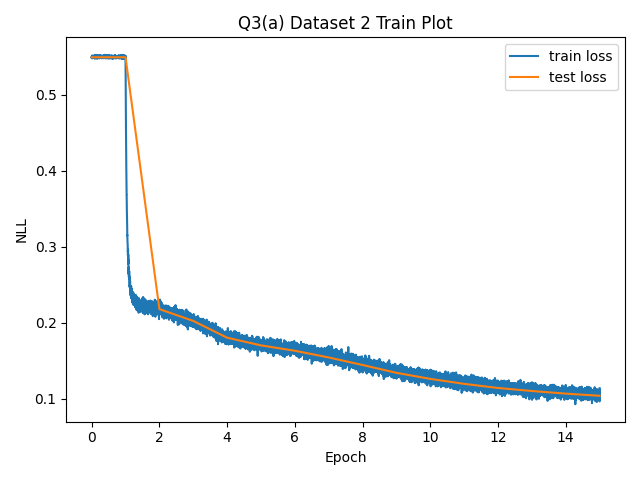 Q3(a) Dataset 2 Train Plot
train loss
test loss
NLL
0.5
0.4
0.3
0.2
0.1
0 2 4 6 8 10 12 14
Epoch